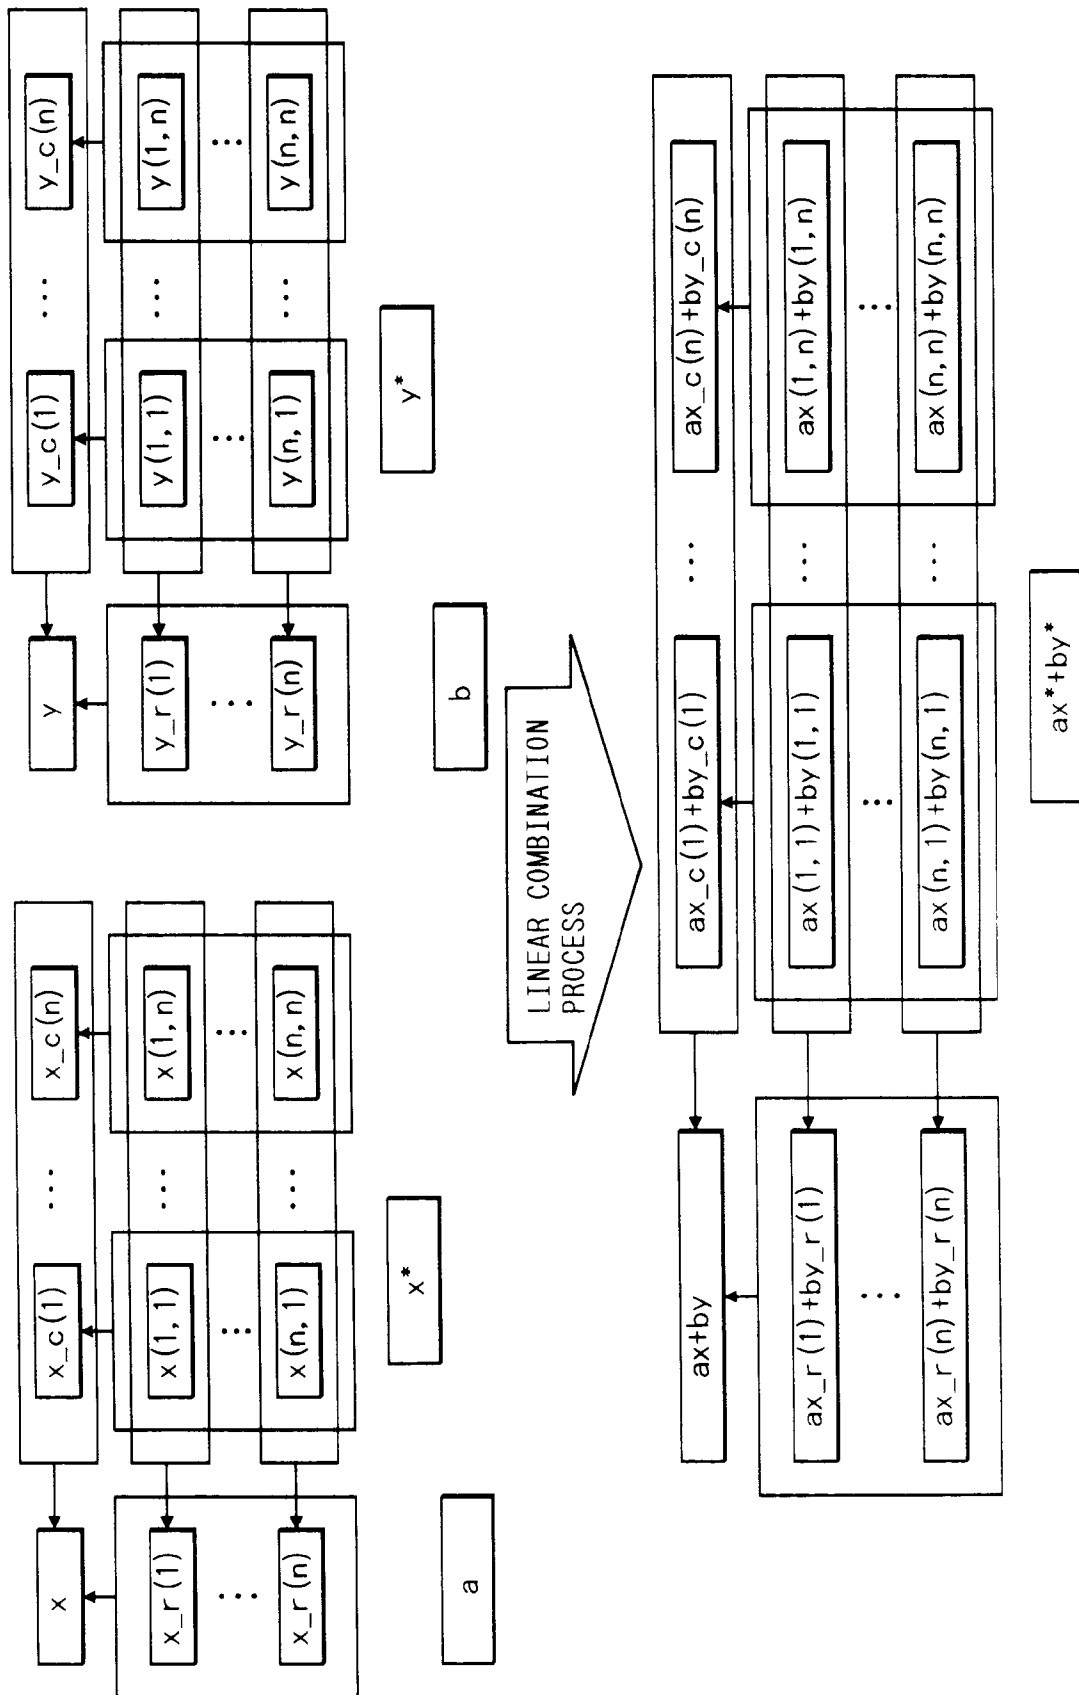 x
x_c(1)
...
x_c(n)
x_r(1)
x(1,1)
...
x(1,n)
...
...
...
x_r(n)
x(n,1)
...
x(n,n)
x*
a
y
y_c(1)
...
y_c(n)
y_r(1)
y(1,1)
...
y(1,n)
...
...
...
y_r(n)
y(n,1)
...
y(n,n)
y*
b
LINEAR COMBINATION
PROCESS
ax+by
ax_c(1)+by_c(1)
...
ax_c(n)+by_c(n)
ax_r(1)+by_r(1)
ax(1,1)+by(1,1)
...
ax(1,n)+by(1,n)
...
...
...
ax_r(n)+by_r(n)
ax(n,1)+by(n,1)
...
ax(n,n)+by(n,n)
ax*+by*